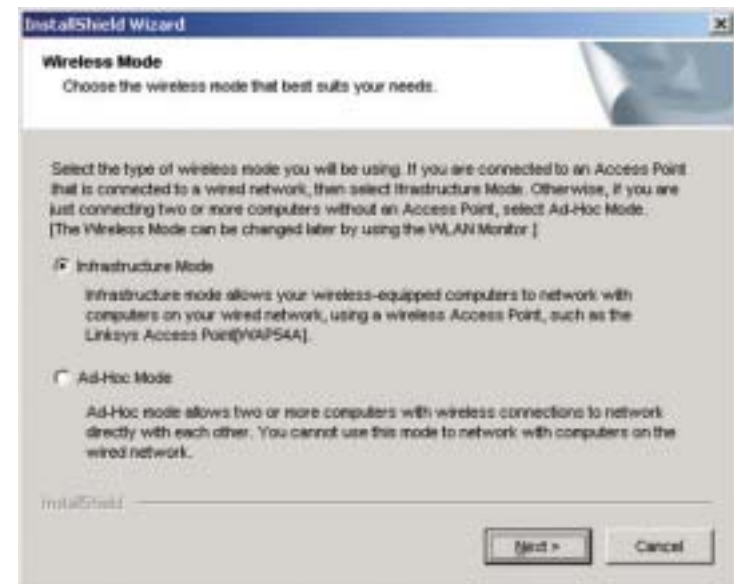 InstallShield Wizard
Wireless Mode
Choose the wireless mode that best suits your needs.
Select the type of wireless mode you will be using. If you are connected to an Access Point
that is connected to a wired network, then select Itrastructure Mode. Otherwise, if you are
just connecting two or more computers without an Access Point, select Ad-Hoc Mode.
[The Wireless Mode can be changed later by using the WLAN Monitor.]
Infrastructure Mode
Infrastructure mode allows your wireless-equipped computers to network with
computers on your wired network, using a wireless Access Point, such as the
Linksys Access Point[WAP54A].
Ad-Hoc Mode
Ad-Hoc mode allows two or more computers with wireless connections to network
directly with each other. You cannot use this mode to network with computers on the
wired network.
InstallShield
Next >
Cancel